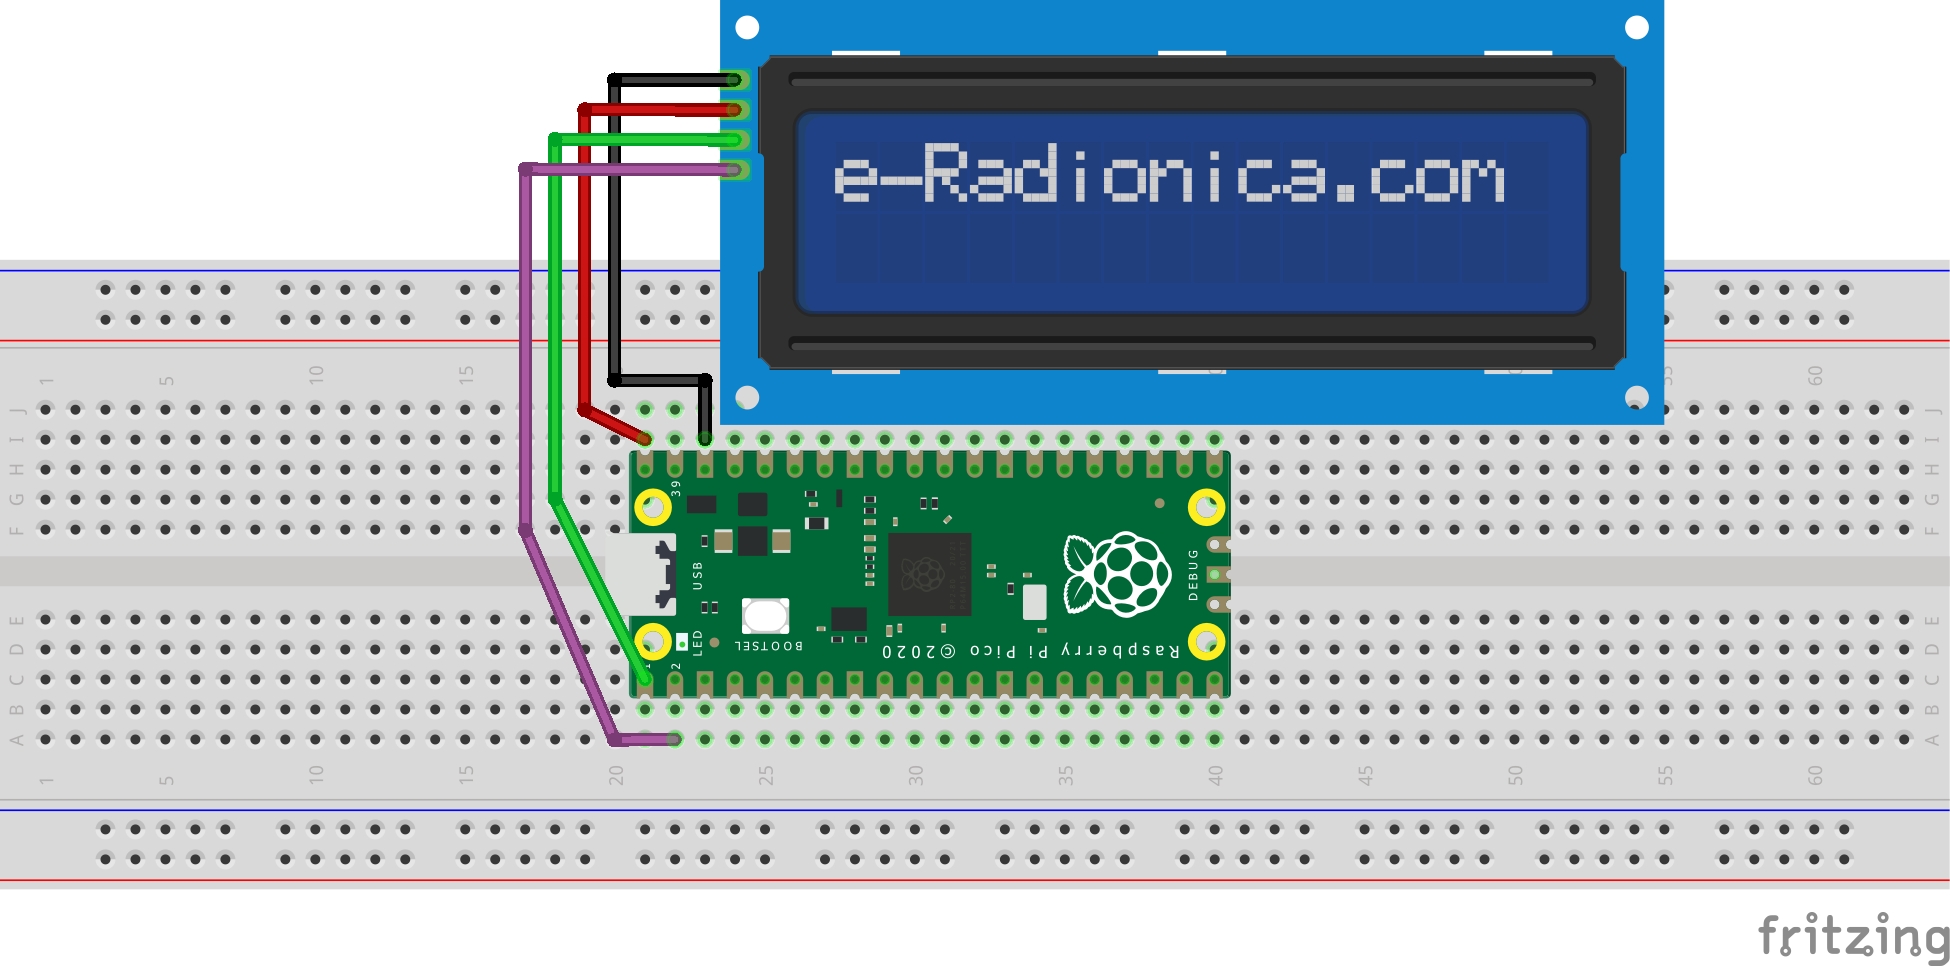 e-Radionica.com
1 5 10 15 55 60
J J
I I
H H
G G
F F
39
USB
DEBUG
LED
BOOTSEL
2
Raspberry Pi Pico ©2020
E E
D D
C C
B B
A A
1 5 10 15 20 25 30 35 40 45 50 55 60
fritzing